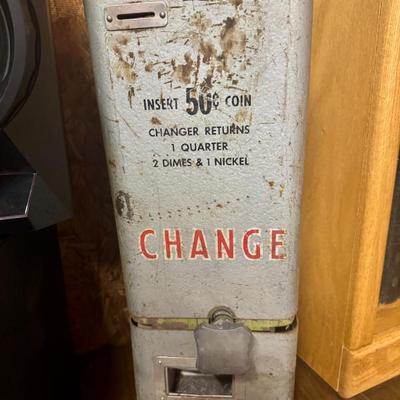 INSERT 50¢ COIN
CHANGER RETURNS
1 QUARTER
2 DIMES & 1 NICKEL
CHANGE